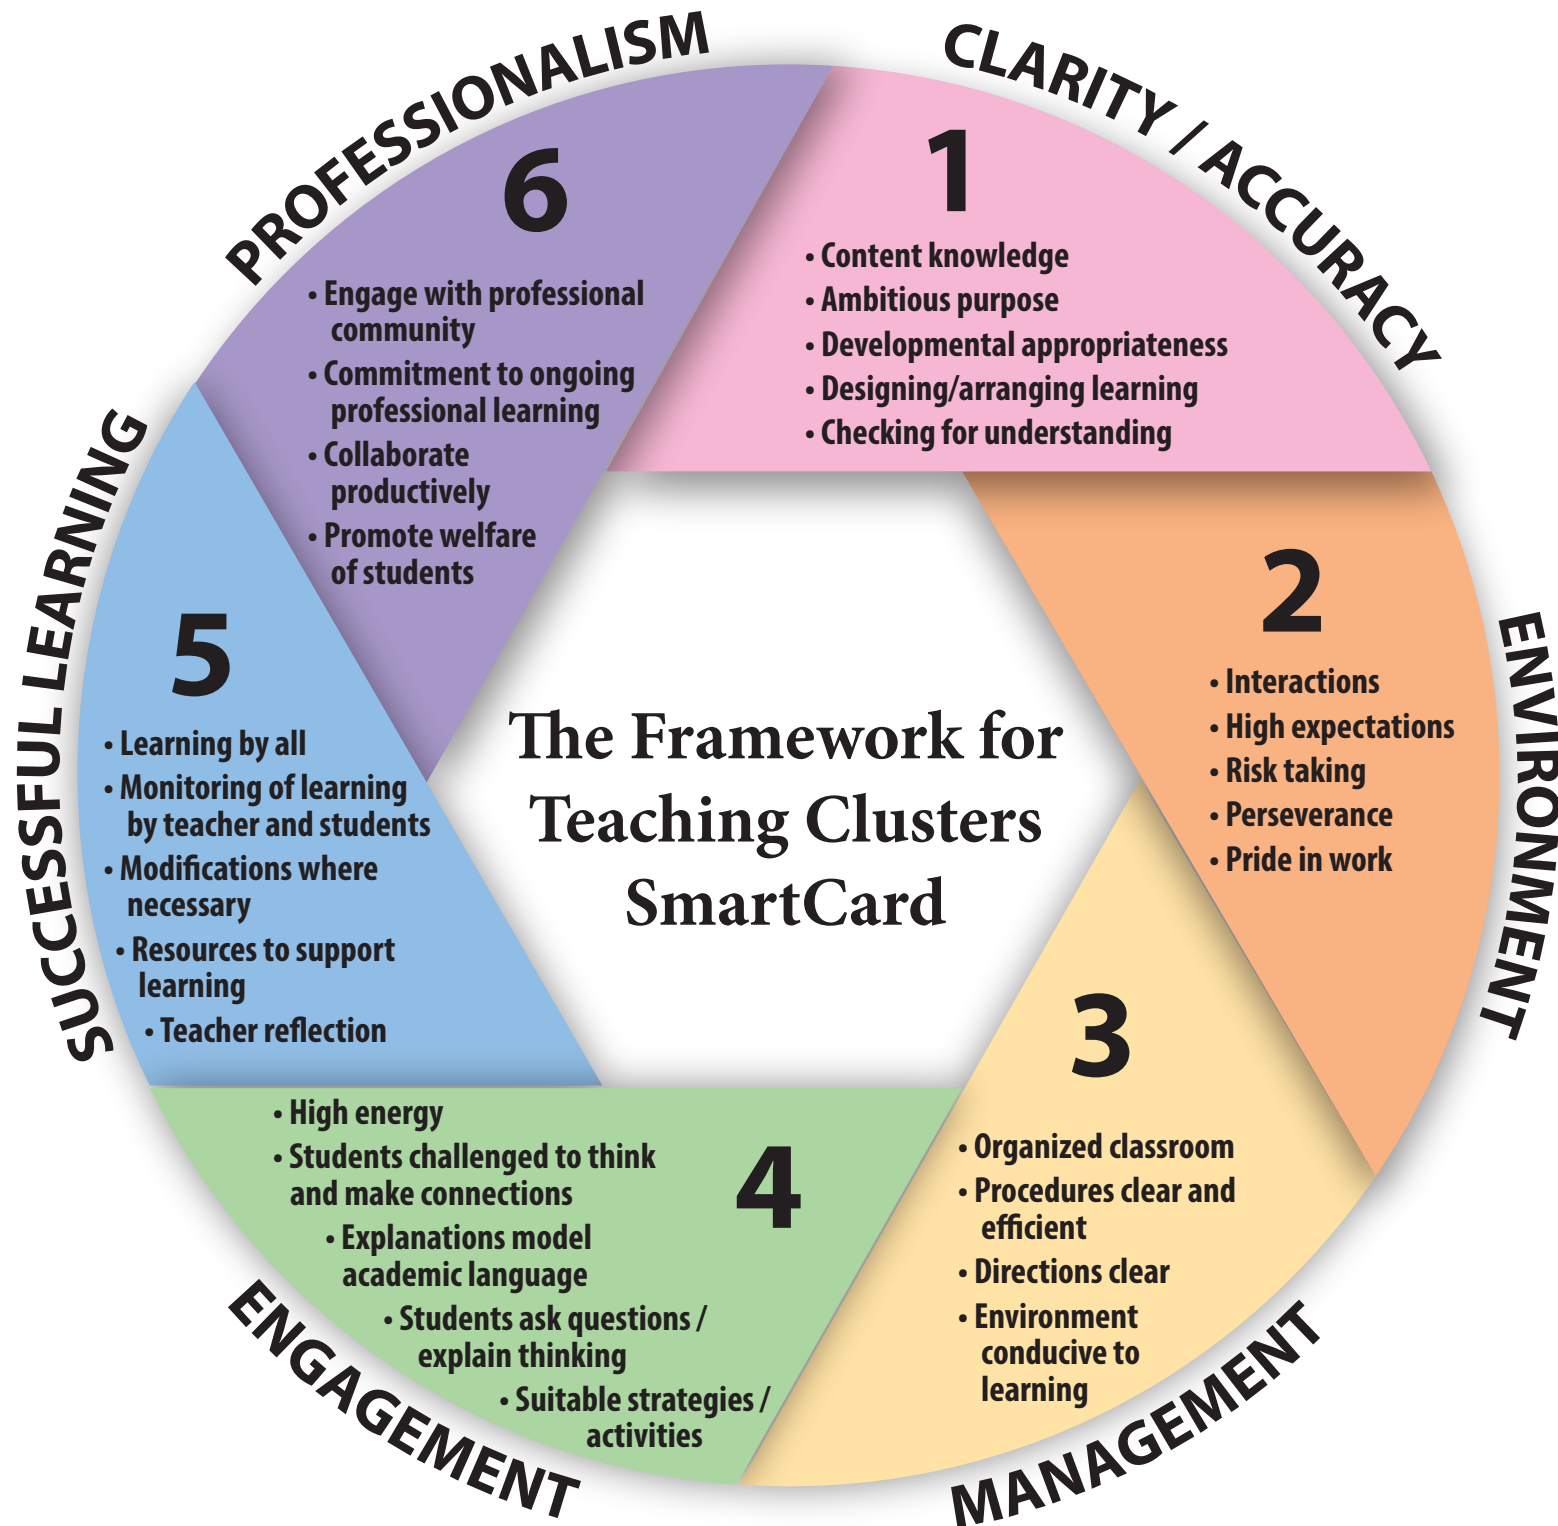 CLARITY / ACCURACY
1
• Content knowledge
• Ambitious purpose
• Developmental appropriateness
• Designing/arranging learning
• Checking for understanding
ENVIRONMENT
2
• Interactions
• High expectations
• Risk taking
• Perseverance
• Pride in work
MANAGEMENT
3
• Organized classroom
• Procedures clear and
efficient
• Directions clear
• Environment
conducive to
learning
ENGAGEMENT
4
• High energy
• Students challenged to think
and make connections
• Explanations model
academic language
• Students ask questions /
explain thinking
• Suitable strategies /
activities
SUCCESSFUL LEARNING
5
• Learning by all
• Monitoring of learning
by teacher and students
• Modifications where
necessary
• Resources to support
learning
• Teacher reflection
PROFESSIONALISM
6
• Engage with professional
community
• Commitment to ongoing
professional learning
• Collaborate
productively
• Promote welfare
of students
The Framework for
Teaching Clusters
SmartCard